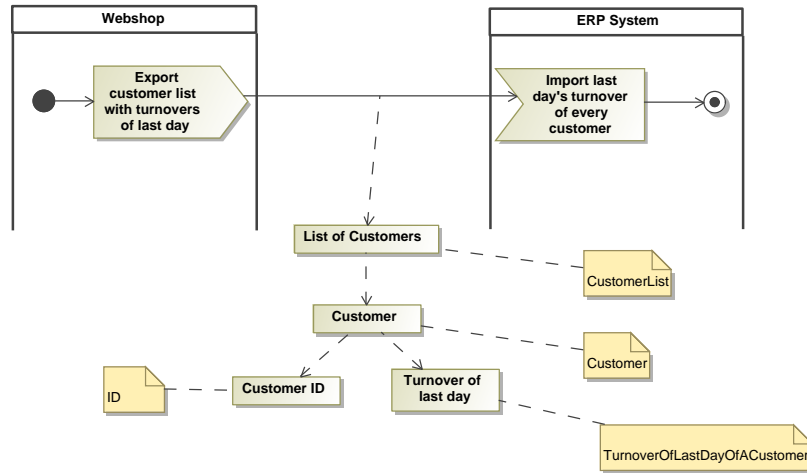 Webshop
ERP System
Export
customer list
with turnovers
of last day
Import last
day's turnover
of every
customer
List of Customers
CustomerList
Customer
Customer
ID
Customer ID
Turnover of
last day
TurnoverOfLastDayOfACustomer